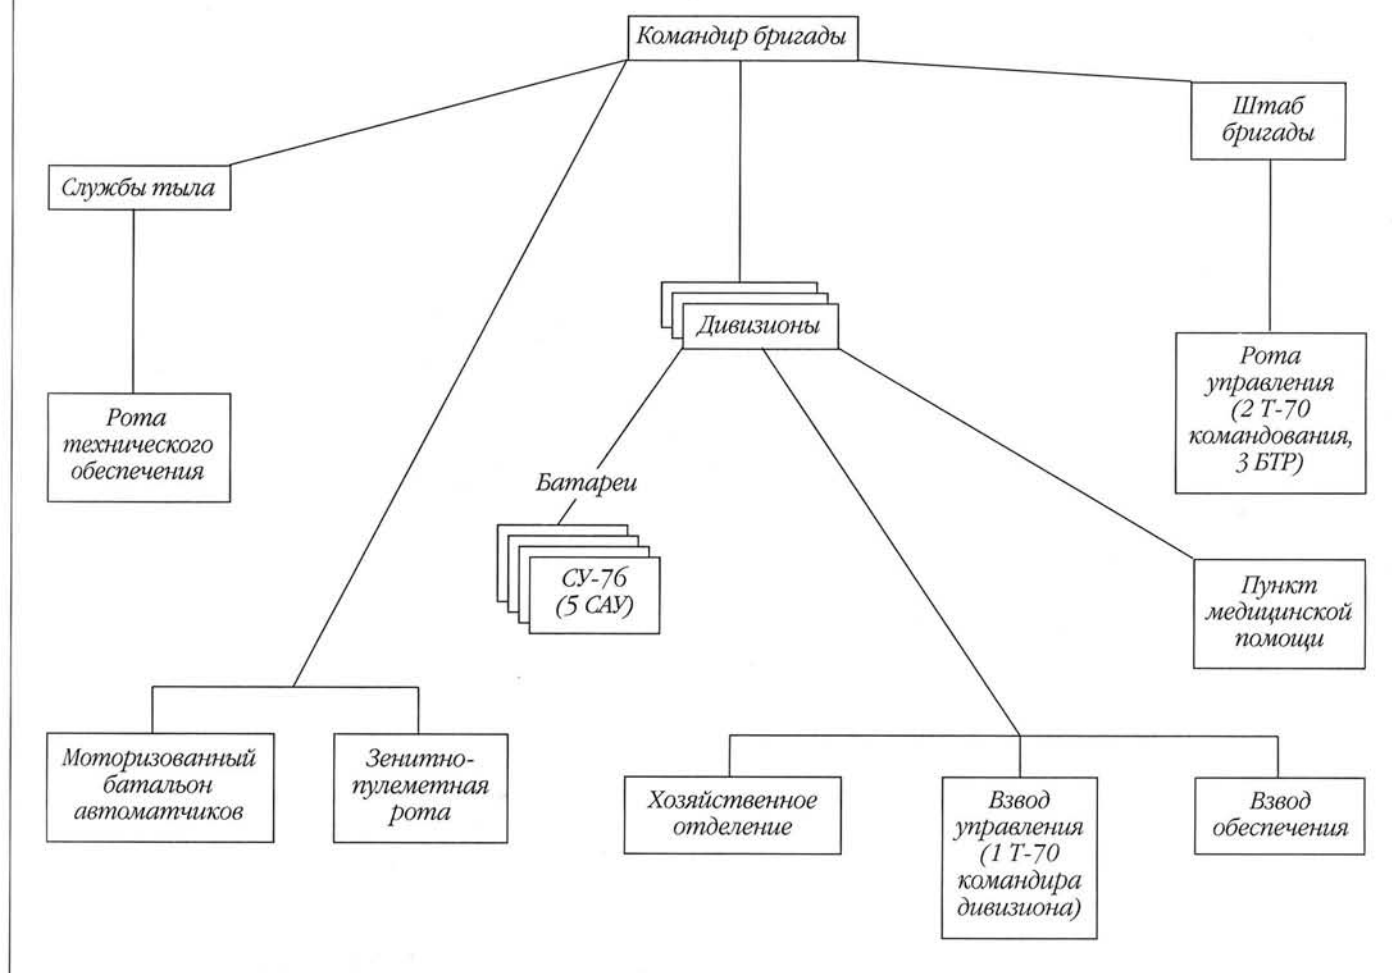 Командир бригады
Штаб
бригады
Службы тыла
Дивизионы
Рота
управления
(2 Т-70
командования,
3 БТР)
Рота
технического
обеспечения
Батареи
СУ-76
(5 САУ)
Пункт
медицинской
помощи
Моторизованный
батальон
автоматчиков
Зенитно-
пулеметная
рота
Хозяйственное
отделение
Взвод
управления
(1 Т-70
командира
дивизиона)
Взвод
обеспечения